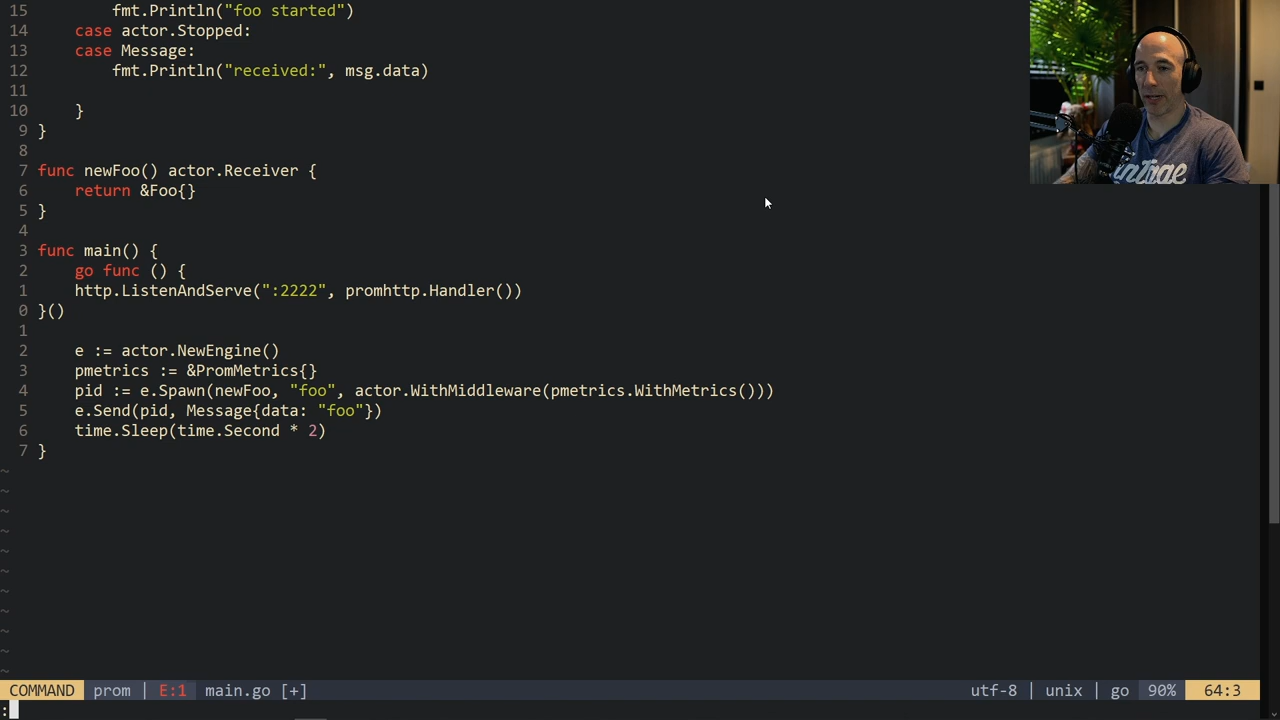 15 fmt.Println("foo started")
14 case actor.Stopped:
13 case Message:
12 fmt.Println("received:", msg.data)
11
10 }
9 }
8
7 func newFoo() actor.Receiver {
6 return &Foo{}
5 }
4
3 func main() {
2 go func () {
1 http.ListenAndServe(":2222", promhttp.Handler())
0 }()
1
2 e := actor.NewEngine()
3 pmetrics := &PromMetrics{}
4 pid := e.Spawn(newFoo, "foo", actor.WithMiddleware(pmetrics.WithMetrics()))
5 e.Send(pid, Message{data: "foo"})
6 time.Sleep(time.Second * 2)
7 }
~
~
~
~
~
~
~
~
~
~
~
COMMAND prom | E:1 main.go [+] utf-8 | unix | go 90% 64:3
: